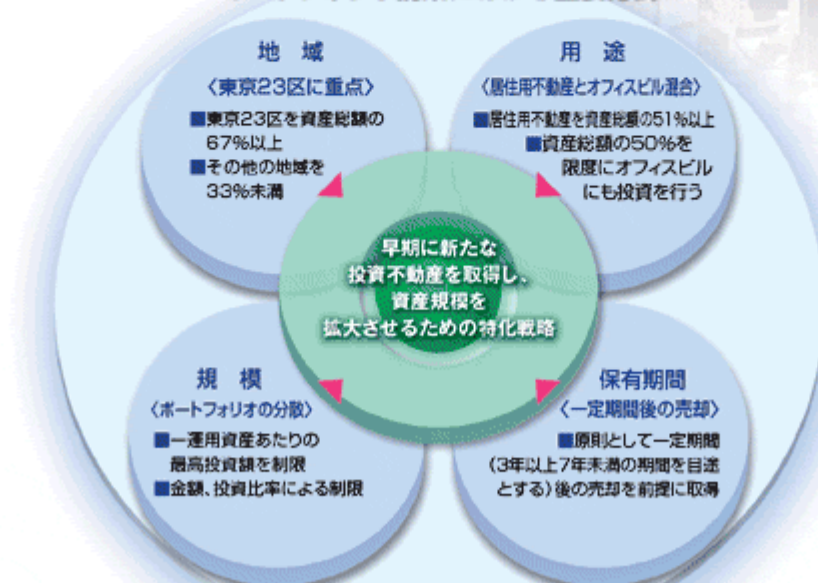 地 域
〈東京23区に重点〉
■東京23区を資産総額の
67%以上
■その他の地域を
33%未満
用 途
〈居住用不動産とオフィスビル混合〉
■居住用不動産を資産総額の51%以上
■資産総額の50%を
限度にオフィスビル
にも投資を行う
早期に新たな
投資不動産を取得し、
資産規模を
拡大させるための特化戦略
規 模
〈ポートフォリオの分散〉
■一運用資産あたりの
最高投資額を制限
■金額、投資比率による制限
保有期間
〈一定期間後の売却〉
■原則として一定期間
(3年以上7年未満の期間を目途
とする)後の売却を前提に取得